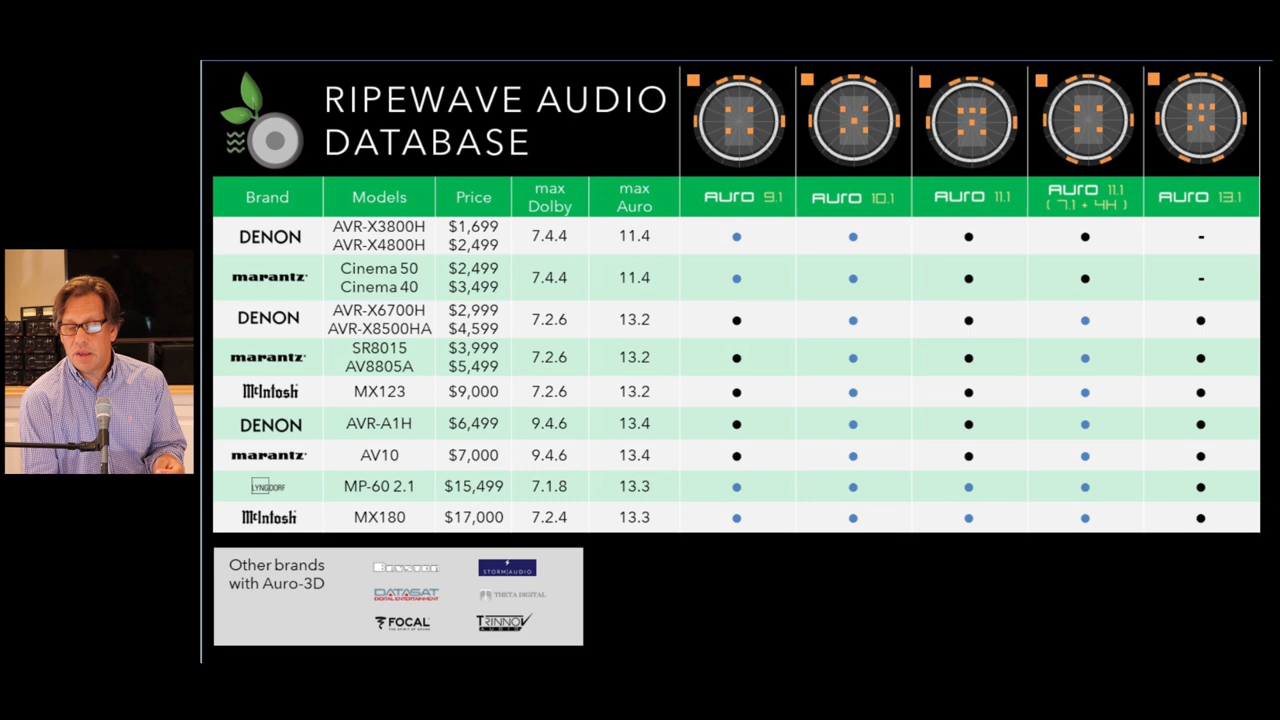 RIPEWAVE AUDIO
DATABASE
Brand Models Price max Dolby max Auro AURO 9.1 AURO 10.1 AURO 11.1 AURO 11.1 ( 7.1 + 4H ) AURO 13.1
DENON AVR-X3800H $1,699 7.4.4 11.4 -
AVR-X4800H $2,499
marantz Cinema 50 $2,499 7.4.4 11.4 -
Cinema 40 $3,499
DENON AVR-X6700H $2,999 7.2.6 13.2
AVR-X8500HA $4,599
marantz SR8015 $3,999 7.2.6 13.2
AV8805A $5,499
McIntosh MX123 $9,000 7.2.6 13.2
DENON AVR-A1H $6,499 9.4.6 13.4
marantz AV10 $7,000 9.4.6 13.4
LYNGDORF MP-60 2.1 $15,499 7.1.8 13.3
McIntosh MX180 $17,000 7.2.4 13.3
Other brands
with Auro-3D
Bryston STORM AUDIO
DATASAT
DIGITAL ENTERTAINMENT
THETA DIGITAL
FOCAL
THE SPIRIT OF SOUND
TRINNOV
AUDIO